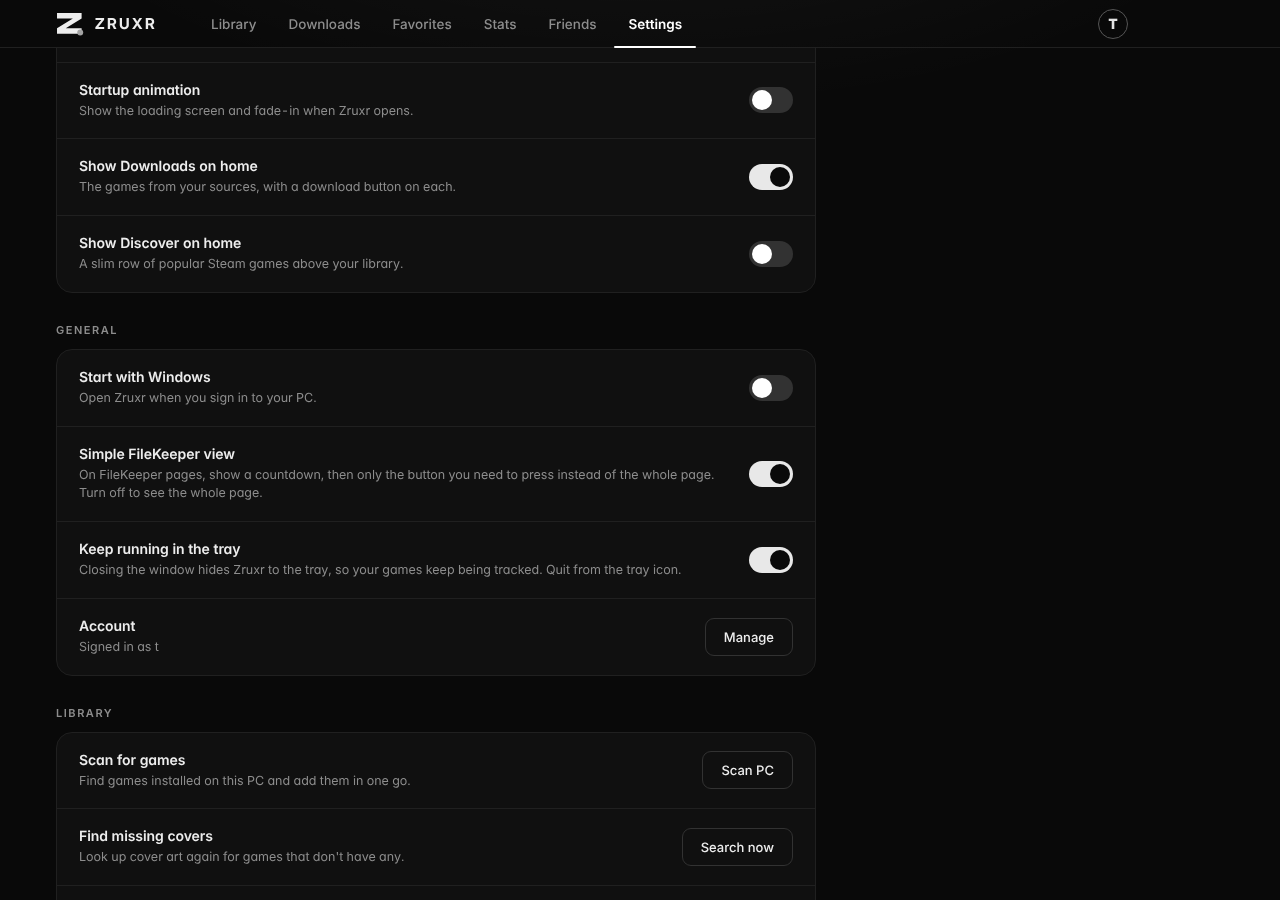 ZRUXR
Library
Downloads
Favorites
Stats
Friends
Settings
T
Startup animation
Show the loading screen and fade-in when Zruxr opens.
Show Downloads on home
The games from your sources, with a download button on each.
Show Discover on home
A slim row of popular Steam games above your library.
GENERAL
Start with Windows
Open Zruxr when you sign in to your PC.
Simple FileKeeper view
On FileKeeper pages, show a countdown, then only the button you need to press instead of the whole page.
Turn off to see the whole page.
Keep running in the tray
Closing the window hides Zruxr to the tray, so your games keep being tracked. Quit from the tray icon.
Account
Signed in as t
Manage
LIBRARY
Scan for games
Find games installed on this PC and add them in one go.
Scan PC
Find missing covers
Look up cover art again for games that don't have any.
Search now